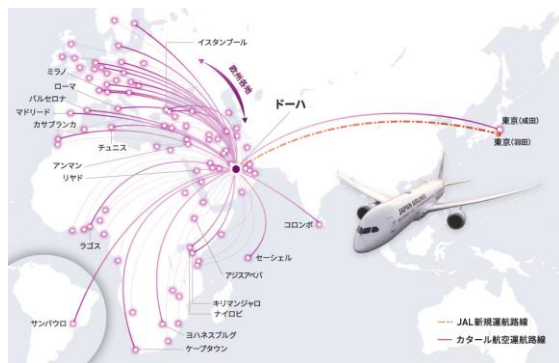 イスタンブール
ミラノ
ローマ
バルセロナ
マドリード
カサブランカ
チュニス
アンマン
リヤド
欧州各地
ドーハ
東京(成田)
東京(羽田)
JAPAN AIRLINES
コロンボ
セーシェル
ラゴス
アジスアベバ
キリマンジャロ
ナイロビ
サンパウロ
ヨハネスブルグ
ケープタウン
JAL新規運航路線
カタール航空運航路線